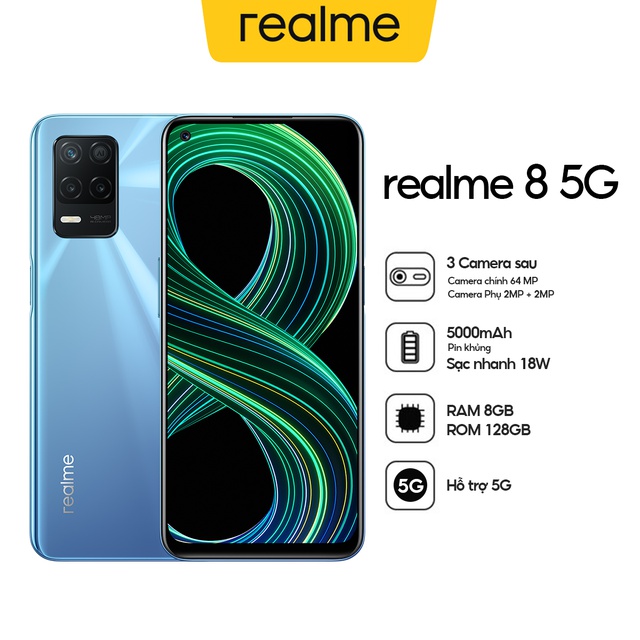 realme
48MP
realme
realme 8 5G
3 Camera sau
Camera chính 64 MP
Camera Phụ 2MP + 2MP
5000mAh
Pin khủng
Sạc nhanh 18W
RAM 8GB
ROM 128GB
5G
Hỗ trợ 5G